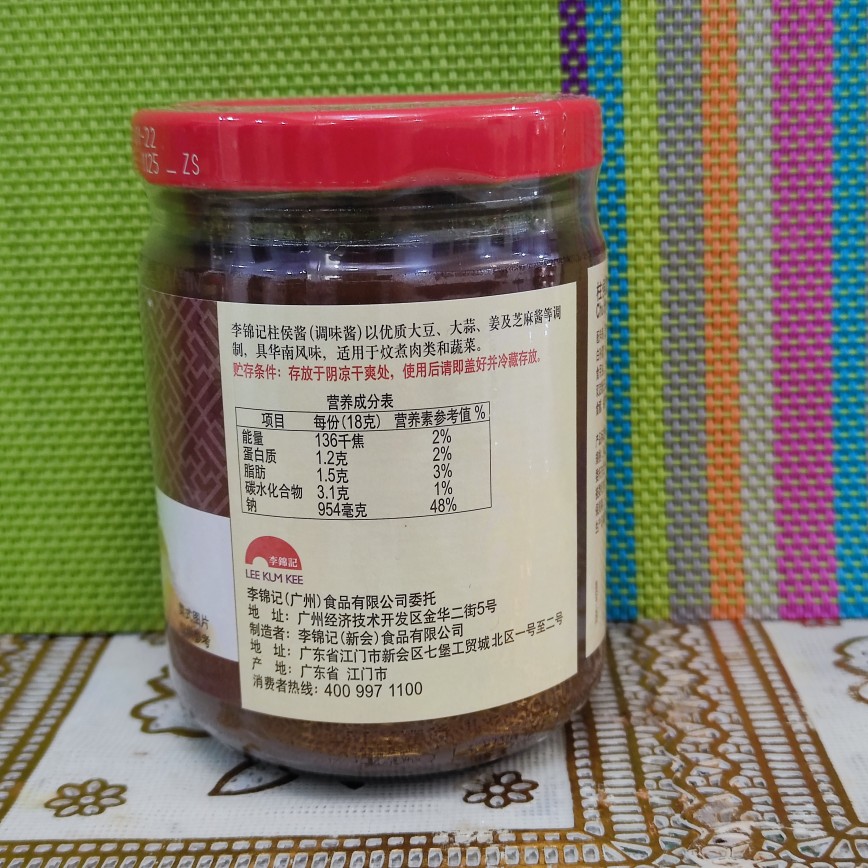 -22
1125 _ ZS
李锦记柱侯酱(调味酱)以优质大豆、大蒜、姜及芝麻酱等调
制，具华南风味，适用于炆煮肉类和蔬菜。
贮存条件：存放于阴凉干爽处，使用后请即盖好并冷藏存放。
营养成分表
项目 每份(18克) 营养素参考值 %
能量 136千焦 2%
蛋白质 1.2克 2%
脂肪 1.5克 3%
碳水化合物 3.1克 1%
钠 954毫克 48%
李錦記
LEE KUM KEE
李锦记(广州)食品有限公司委托
地 址：广州经济技术开发区金华二街5号
制造者：李锦记(新会)食品有限公司
地 址：广东省江门市新会区七堡工贸城北区一号至二号
产 地：广东省 江门市
消费者热线：400 997 1100